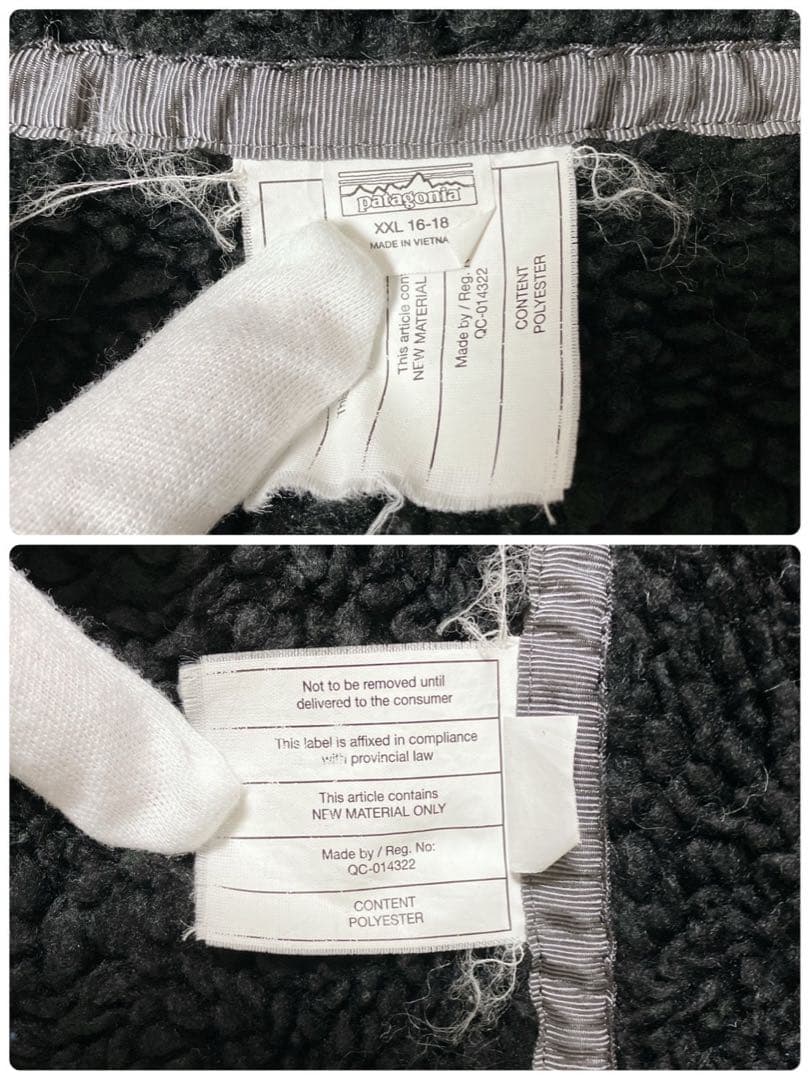 patagonia
XXL 16-18
MADE IN VIETNA
This article con
NEW MATERIAL
Made by / Reg.
QC-014322
CONTENT
POLYESTER
Not to be removed until
delivered to the consumer
This label is affixed in compliance
with provincial law
This article contains
NEW MATERIAL ONLY
Made by / Reg. No:
QC-014322
CONTENT
POLYESTER